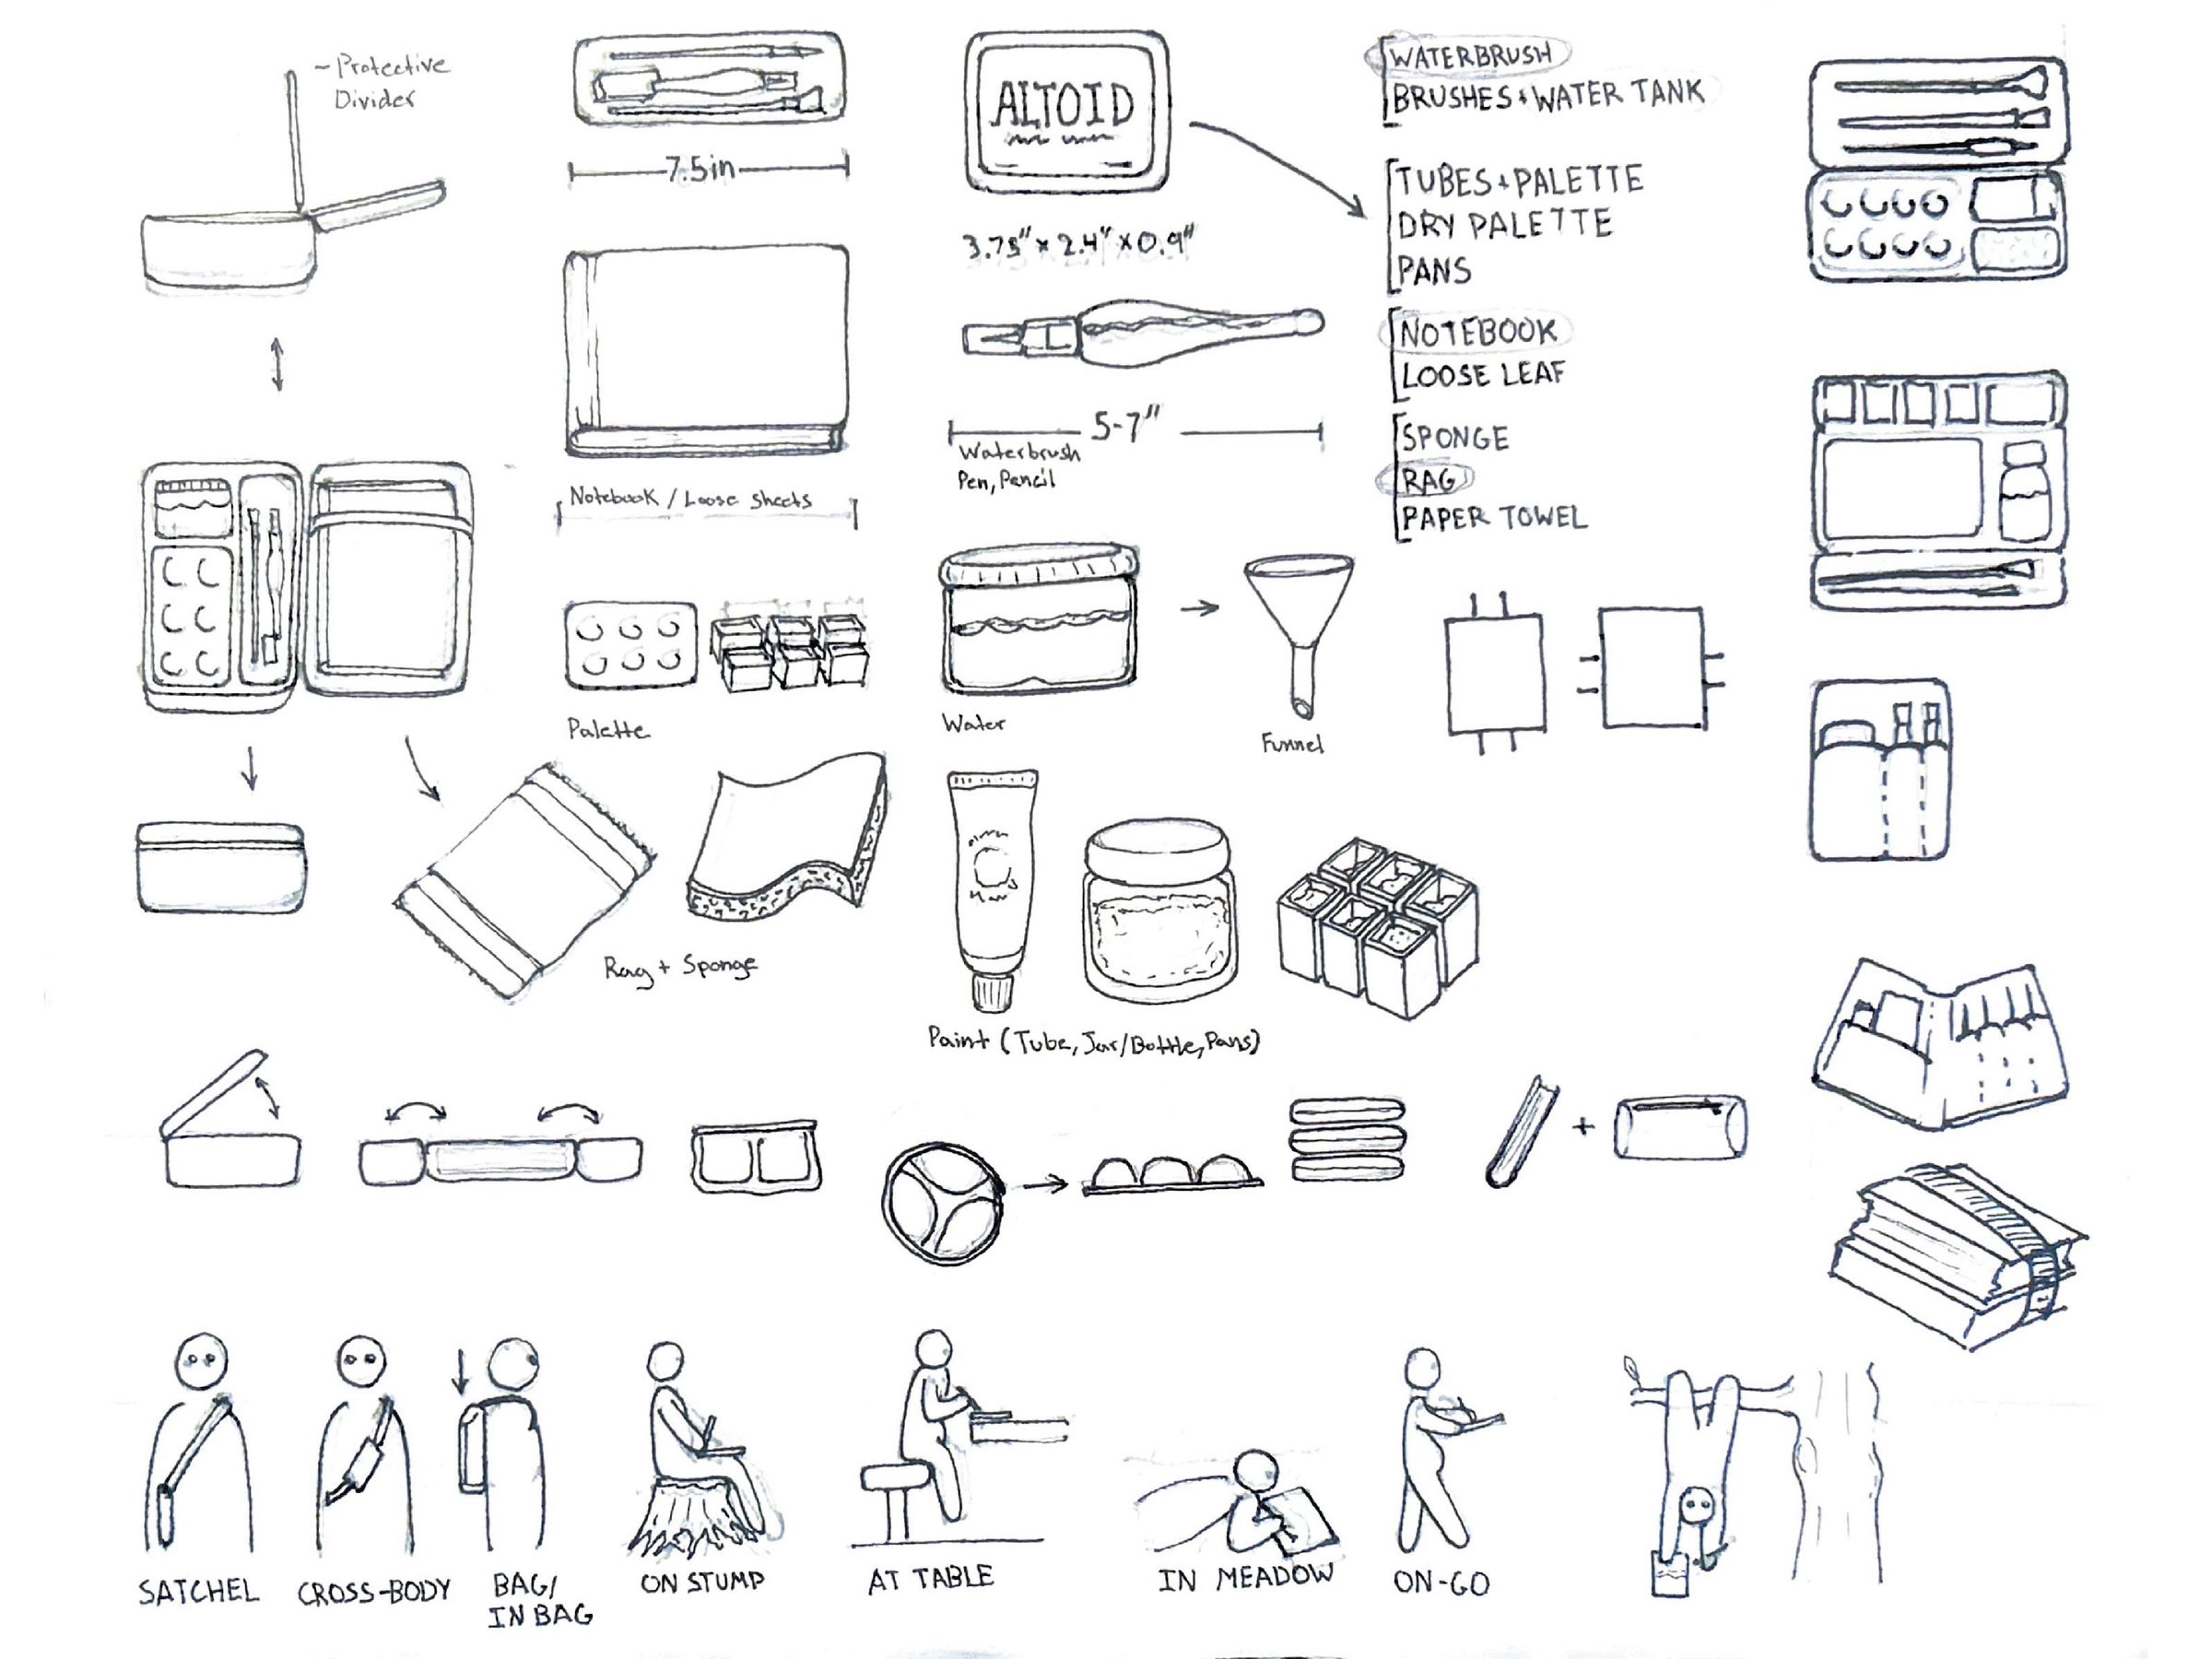 - Protective
Divider
7.5in
Notebook / Loose Sheets
Palette
Rag + Sponge
ALTOID
3.75" x 2.4" x 0.9"
5-7"
Waterbrush
Pen, Pencil
Water
Funnel
Paint (Tube, Jar/Bottle, Pans)
WATERBRUSH
BRUSHES + WATER TANK
TUBES + PALETTE
DRY PALETTE
PANS
NOTEBOOK
LOOSE LEAF
SPONGE
RAG
PAPER TOWEL
+
SATCHEL
CROSS-BODY
BAG/
IN BAG
ON STUMP
AT TABLE
IN MEADOW
ON-GO